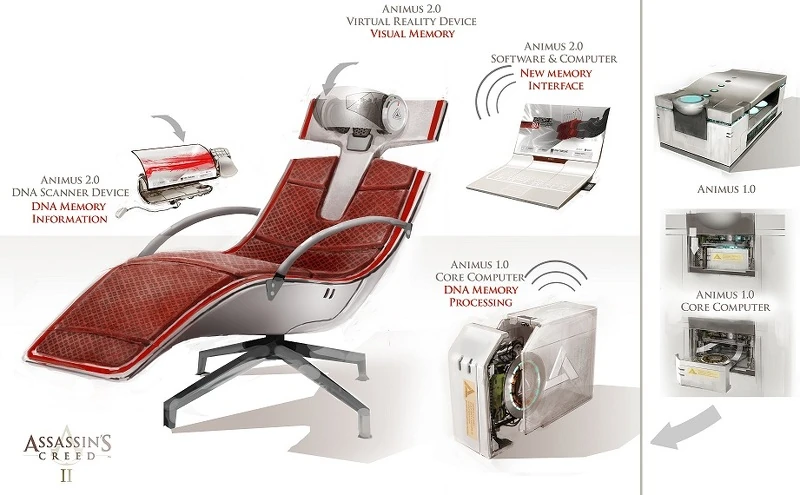 Animus 2.0
Virtual Reality Device
Visual Memory
Animus 2.0
Software & Computer
New memory
Interface
Animus 2.0
DNA Scanner Device
DNA Memory
Information
Animus 1.0
Core Computer
DNA Memory
Processing
Animus 1.0
Animus 1.0
Core Computer
Assassin's
Creed
II